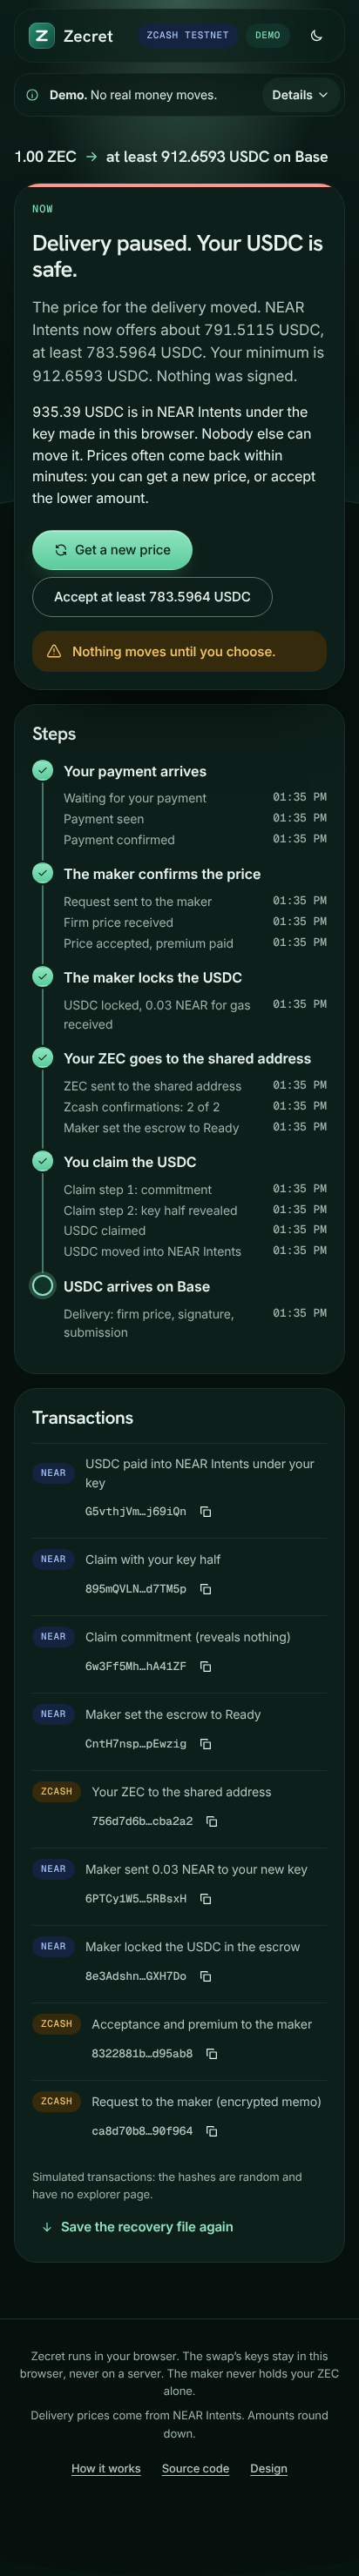 Zecret
ZCASH TESTNET
DEMO
Demo. No real money moves.
Details
1.00 ZEC → at least 912.6593 USDC on Base
NOW
Delivery paused. Your USDC is
safe.
The price for the delivery moved. NEAR
Intents now offers about 791.5115 USDC,
at least 783.5964 USDC. Your minimum is
912.6593 USDC. Nothing was signed.
935.39 USDC is in NEAR Intents under the
key made in this browser. Nobody else can
move it. Prices often come back within
minutes: you can get a new price, or accept
the lower amount.
Get a new price
Accept at least 783.5964 USDC
Nothing moves until you choose.
Steps
Your payment arrives
Waiting for your payment 01:35 PM
Payment seen 01:35 PM
Payment confirmed 01:35 PM
The maker confirms the price
Request sent to the maker 01:35 PM
Firm price received 01:35 PM
Price accepted, premium paid 01:35 PM
The maker locks the USDC
USDC locked, 0.03 NEAR for gas 01:35 PM
received
Your ZEC goes to the shared address
ZEC sent to the shared address 01:35 PM
Zcash confirmations: 2 of 2 01:35 PM
Maker set the escrow to Ready 01:35 PM
You claim the USDC
Claim step 1: commitment 01:35 PM
Claim step 2: key half revealed 01:35 PM
USDC claimed 01:35 PM
USDC moved into NEAR Intents 01:35 PM
USDC arrives on Base
Delivery: firm price, signature, 01:35 PM
submission
Transactions
NEAR USDC paid into NEAR Intents under your
key
G5vthjVm…j69iQn
NEAR Claim with your key half
895mQVLN…d7TM5p
NEAR Claim commitment (reveals nothing)
6w3Ff5Mh…hA41ZF
NEAR Maker set the escrow to Ready
CntH7nsp…pEwzig
ZCASH Your ZEC to the shared address
756d7d6b…cba2a2
NEAR Maker sent 0.03 NEAR to your new key
6PTCy1W5…5RBsxH
NEAR Maker locked the USDC in the escrow
8e3Adshn…GXH7Do
ZCASH Acceptance and premium to the maker
8322881b…d95ab8
ZCASH Request to the maker (encrypted memo)
ca8d70b8…90f964
Simulated transactions: the hashes are random and
have no explorer page.
Save the recovery file again
Zecret runs in your browser. The swap's keys stay in this
browser, never on a server. The maker never holds your ZEC
alone.
Delivery prices come from NEAR Intents. Amounts round
down.
How it works Source code Design